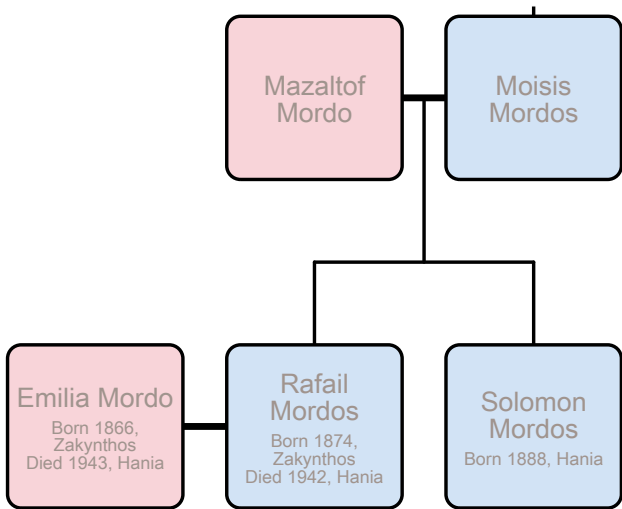 Mazaltof
Mordo
Moisis
Mordos
Emilia Mordo
Born 1866,
Zakynthos
Died 1943, Hania
Rafail
Mordos
Born 1874,
Zakynthos
Died 1942, Hania
Solomon
Mordos
Born 1888, Hania